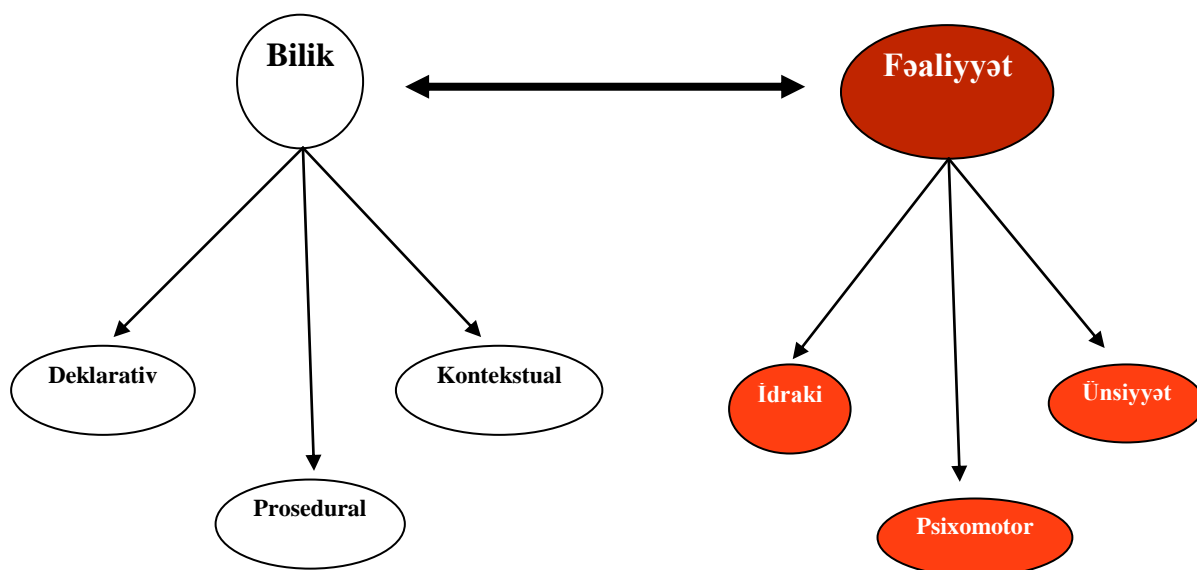 Bilik
Fəaliyyət
Deklarativ
Kontekstual
İdraki
Ünsiyyət
Prosedural
Psixomotor